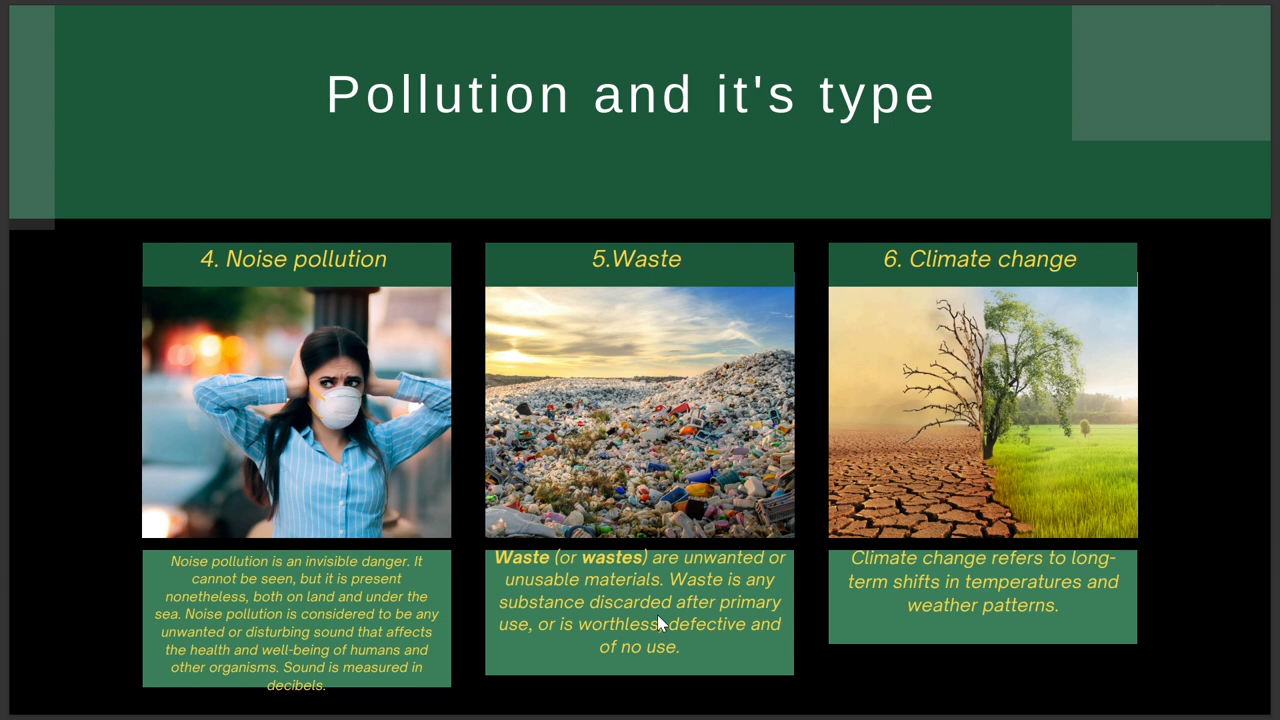 Pollution and it's type
4. Noise pollution
Noise pollution is an invisible danger. It
cannot be seen, but it is present
nonetheless, both on land and under the
sea. Noise pollution is considered to be any
unwanted or disturbing sound that affects
the health and well-being of humans and
other organisms. Sound is measured in
decibels.
5.Waste
Waste (or wastes) are unwanted or
unusable materials. Waste is any
substance discarded after primary
use, or is worthless, defective and
of no use.
6. Climate change
Climate change refers to long-
term shifts in temperatures and
weather patterns.